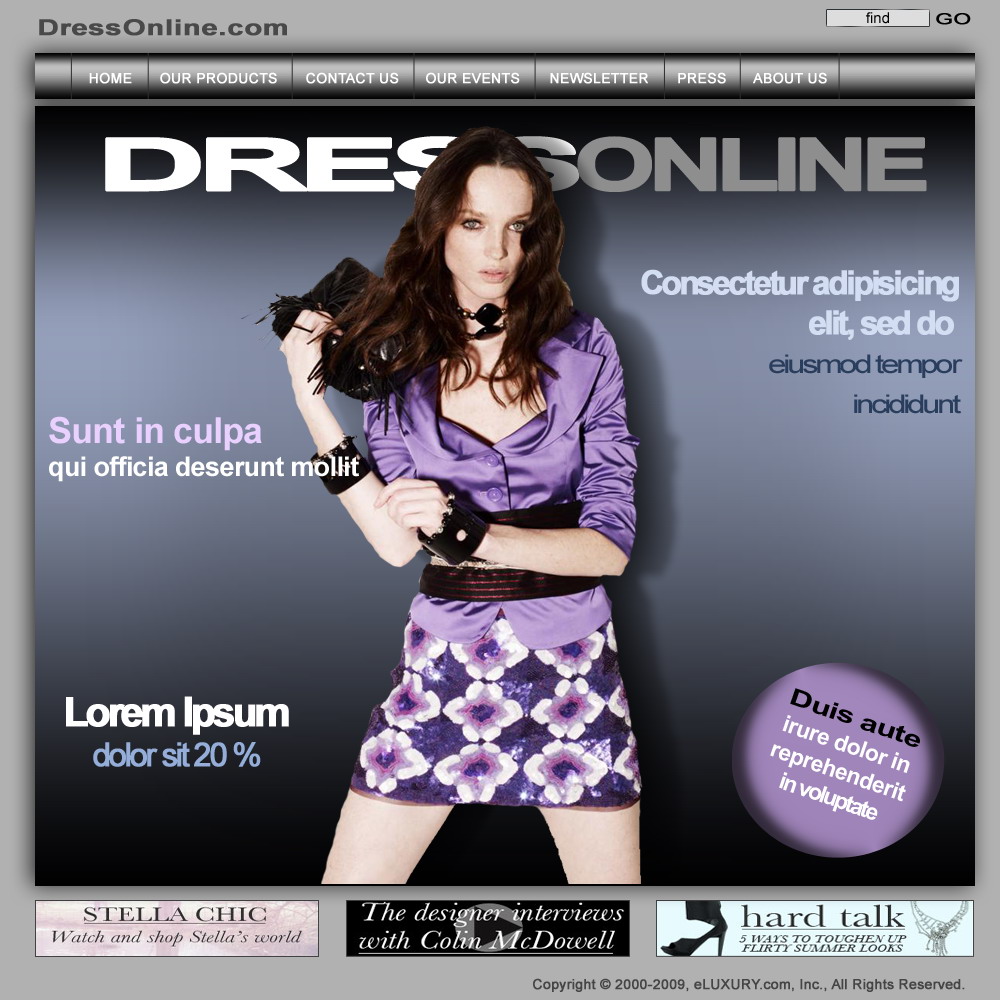 DressOnline.com
find GO
HOME OUR PRODUCTS CONTACT US OUR EVENTS NEWSLETTER PRESS ABOUT US
DRESSONLINE
Consectetur adipisicing
elit, sed do
eiusmod tempor
incididunt
Sunt in culpa
qui officia deserunt mollit
Lorem Ipsum
dolor sit 20 %
Duis aute
irure dolor in
reprehenderit
in voluptate
STELLA CHIC
Watch and shop Stella's world
The designer interviews
with Colin McDowell
hard talk
5 WAYS TO TOUGHEN UP
FLIRTY SUMMER LOOKS
Copyright © 2000-2009, eLUXURY.com, Inc., All Rights Reserved.